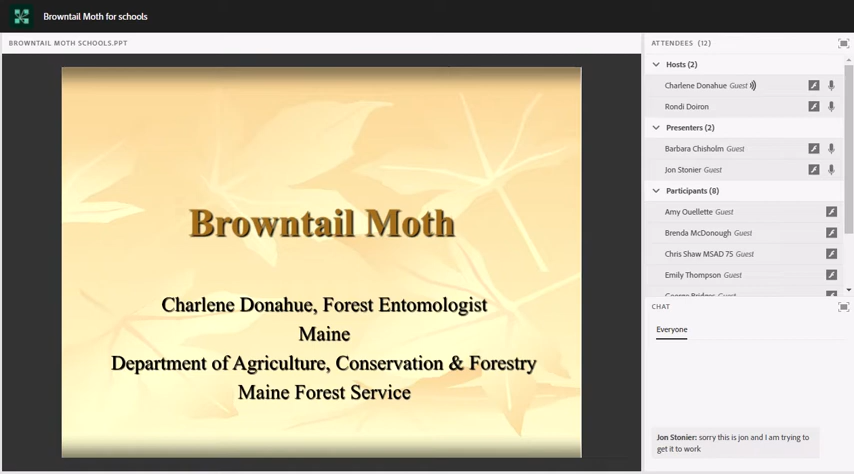 Browntail Moth for schools
BROWNTAIL MOTH SCHOOLS.PPT
Browntail Moth
Charlene Donahue, Forest Entomologist
Maine
Department of Agriculture, Conservation & Forestry
Maine Forest Service
ATTENDEES (12)
Hosts (2)
Charlene Donahue Guest
Rondi Doiron
Presenters (2)
Barbara Chisholm Guest
Jon Stonier Guest
Participants (8)
Amy Ouellette Guest
Brenda McDonough Guest
Chris Shaw MSAD 75 Guest
Emily Thompson Guest
CHAT
Everyone
Jon Stonier: sorry this is jon and I am trying to
get it to work